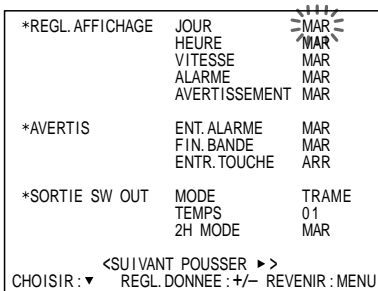 *REGL.AFFICHAGE JOUR MAR
HEURE MAR
VITESSE MAR
ALARME MAR
AVERTISSEMENT MAR
*AVERTIS ENT.ALARME MAR
FIN.BANDE MAR
ENTR.TOUCHE ARR
*SORTIE SW OUT MODE TRAME
TEMPS 01
2H MODE MAR
<SUIVANT POUSSER ►>
CHOISIR:▼ REGL.DONNEE:+/– REVENIR:MENU